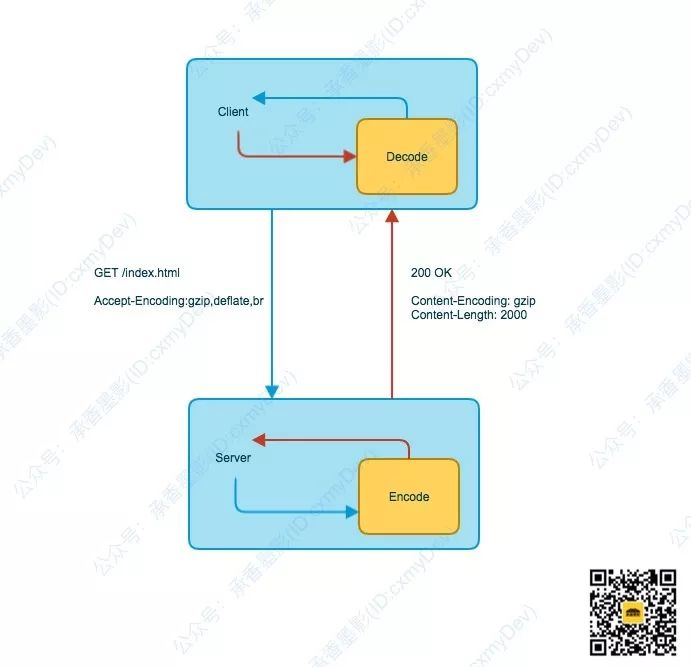 Client
Decode
GET /index.html
Accept-Encoding:gzip,deflate,br
200 OK
Content-Encoding: gzip
Content-Length: 2000
Server
Encode
公众号：承香墨影(ID:cxmyDev)